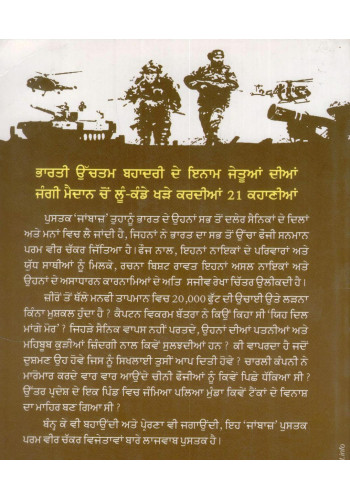 ਭਾਰਤੀ ਉੱਚਤਮ ਬਹਾਦਰੀ ਦੇ ਇਨਾਮ ਜੇਤੂਆਂ ਦੀਆਂ
ਜੰਗੀ ਮੈਦਾਨ ਚੋਂ ਲੂੰ-ਕੰਡੇ ਖੜੇ ਕਰਦੀਆਂ 21 ਕਹਾਣੀਆਂ
ਪੁਸਤਕ ‘ਜਾਂਬਾਜ਼’ ਤੁਹਾਨੂੰ ਭਾਰਤ ਦੇ ਉਹਨਾਂ ਸਭ ਤੋਂ ਦਲੇਰ ਸੈਨਿਕਾਂ ਦੇ ਦਿਲਾਂ
ਅਤੇ ਮਨਾਂ ਵਿਚ ਲੈ ਜਾਂਦੀ ਹੈ, ਜਿਹਨਾਂ ਨੇ ਭਾਰਤ ਦਾ ਸਭ ਤੋਂ ਉੱਚਾ ਫੌਜੀ ਸਨਮਾਨ
ਪਰਮ ਵੀਰ ਚੱਕਰ ਜਿੱਤਿਆ ਹੈ। ਫੌਜ ਨਾਲ, ਇਹਨਾਂ ਨਾਇਕਾਂ ਦੇ ਪਰਿਵਾਰਾਂ ਅਤੇ
ਯੁੱਧ ਸਾਥੀਆਂ ਨੂੰ ਮਿਲਕੇ, ਰਚਨਾ ਬਿਸ਼ਟ ਰਾਵਤ ਇਹਨਾਂ ਅਸਲ ਨਾਇਕਾਂ ਅਤੇ
ਉਹਨਾਂ ਦੇ ਅਸਾਧਾਰਨ ਕਾਰਨਾਮਿਆਂ ਦੇ ਅਤਿ ਸਜੀਵ ਰੇਖਾ ਚਿੱਤਰ ਉਲੀਕਦੀ ਹੈ।
ਜ਼ੀਰੋ ਤੋਂ ਥੱਲੇ ਮਨਫੀ ਤਾਪਮਾਨ ਵਿਚ 20,000 ਫੁੱਟ ਦੀ ਉਚਾਈ ਉਤੇ ਲੜਨਾ
ਕਿੰਨਾ ਮੁਸ਼ਕਲ ਹੁੰਦਾ ਹੈ ? ਕੈਪਟਨ ਵਿਕਰਮ ਬੱਤਰਾ ਨੇ ਕਿਉਂ ਕਿਹਾ ਸੀ ‘ਯਿਹ ਦਿਲ
ਮਾਂਗੇ ਮੋਰ’ ? ਜਿਹੜੇ ਸੈਨਿਕ ਵਾਪਸ ਨਹੀਂ ਪਰਤਦੇ, ਉਹਨਾਂ ਦੀਆਂ ਪਤਨੀਆਂ ਅਤੇ
ਮਹਿਬੂਬ ਕੁੜੀਆਂ ਜ਼ਿੰਦਗੀ ਨਾਲ ਕਿਵੇਂ ਸੁਲਝਦੀਆਂ ਹਨ ? ਕੀ ਵਾਪਰਦਾ ਹੈ ਜਦੋਂ
ਦੁਸ਼ਮਣ ਉਹ ਹੋਵੇ ਜਿਸ ਨੂੰ ਸਿਖਲਾਈ ਤੁਸੀਂ ਆਪ ਦਿਤੀ ਹੋਵੇ ? ਚਾਰਲੀ ਕੰਪਨੀ ਨੇ
ਮਾਰੋਮਾਰ ਕਰਦੇ ਵਾਰ ਵਾਰ ਆਉਂਦੇ ਚੀਨੀ ਫੌਜੀਆਂ ਨੂੰ ਕਿਵੇਂ ਪਿਛੇ ਧੱਕਿਆ ਸੀ ?
ਉੱਤਰ ਪ੍ਰਦੇਸ਼ ਦੇ ਇਕ ਪਿੰਡ ਵਿਚ ਜੰਮਿਆ ਪਲਿਆ ਮੁੰਡਾ ਕਿਵੇਂ ਟੈਂਕਾਂ ਦੇ ਵਿਨਾਸ਼
ਦਾ ਮਾਹਿਰ ਬਣ ਗਿਆ ਸੀ ?
ਬੰਨ੍ਹ ਕੇ ਵੀ ਬਹਾਉਂਦੀ ਅਤੇ ਪ੍ਰੇਰਣਾ ਵੀ ਜਗਾਉਂਦੀ, ਇਹ ‘ਜਾਂਬਾਜ਼’ ਪੁਸਤਕ
ਪਰਮ ਵੀਰ ਚੱਕਰ ਵਿਜੇਤਾਵਾਂ ਬਾਰੇ ਲਾਜਵਾਬ ਪੁਸਤਕ ਹੈ।